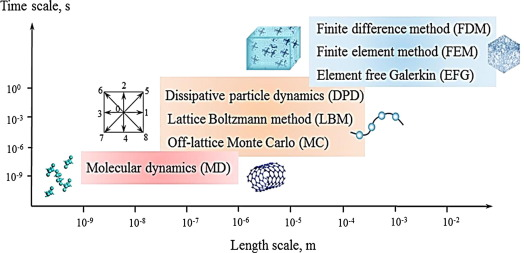 Time scale, s
Finite difference method (FDM)
Finite element method (FEM)
Element free Galerkin (EFG)
10⁰
10⁻³
10⁻⁶
10⁻⁹
6 2 5
3 0 1
7 4 8
Dissipative particle dynamics (DPD)
Lattice Boltzmann method (LBM)
Off-lattice Monte Carlo (MC)
Molecular dynamics (MD)
10⁻⁹ 10⁻⁸ 10⁻⁷ 10⁻⁶ 10⁻⁵ 10⁻⁴ 10⁻³ 10⁻²
Length scale, m